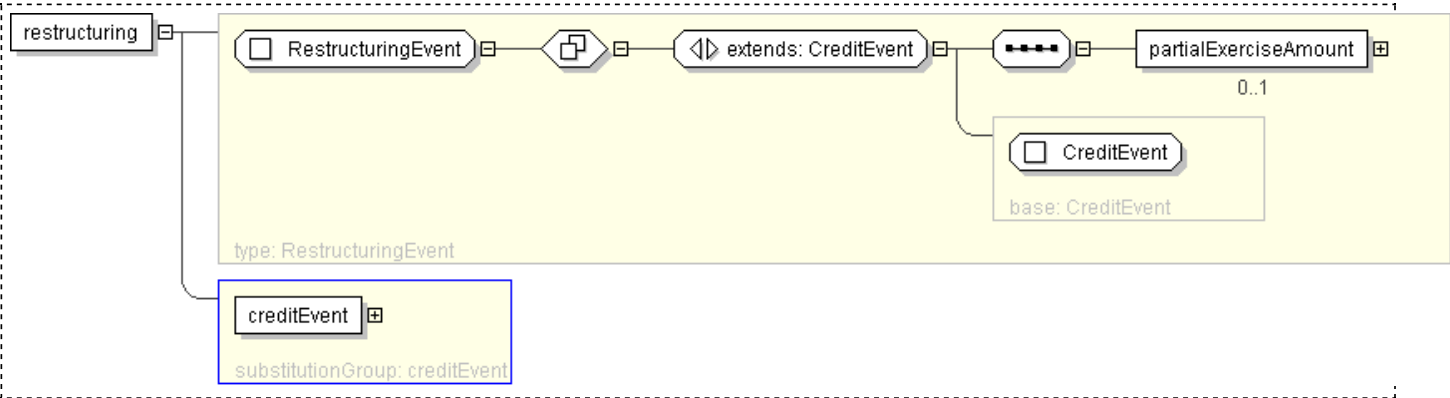 restructuring
RestructuringEvent
extends: CreditEvent
partialExerciseAmount
0..1
CreditEvent
base: CreditEvent
type: RestructuringEvent
creditEvent
substitutionGroup: creditEvent